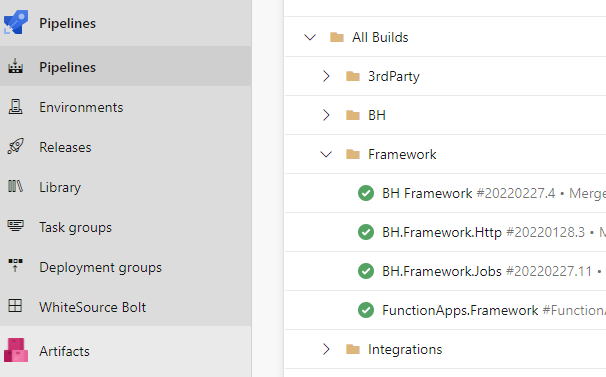 Pipelines
Pipelines
Environments
Releases
Library
Task groups
Deployment groups
WhiteSource Bolt
Artifacts
All Builds
3rdParty
BH
Framework
BH Framework #20220227.4 • Merge
BH.Framework.Http #20220128.3 • M
BH.Framework.Jobs #20220227.11 •
FunctionApps.Framework #FunctionA
Integrations